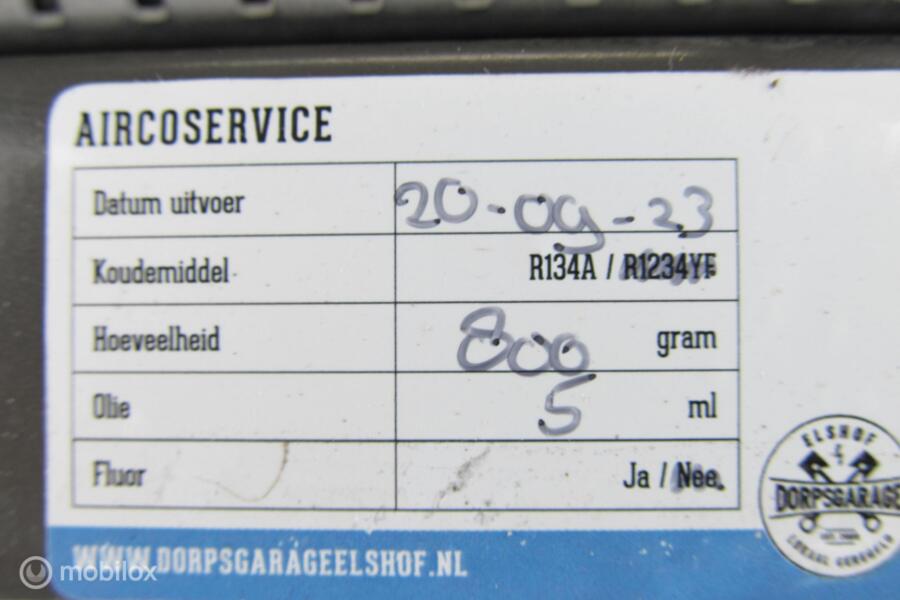 AIRCOSERVICE
Datum uitvoer 20-09-23
Koudemiddel R134A / R1234YF
Hoeveelheid 800 gram
Olie 5 ml
Fluor Ja / Nee
ELSHOF
DORPSGARAGE
WWW.DORPSGARAGEELSHOF.NL
mobilox